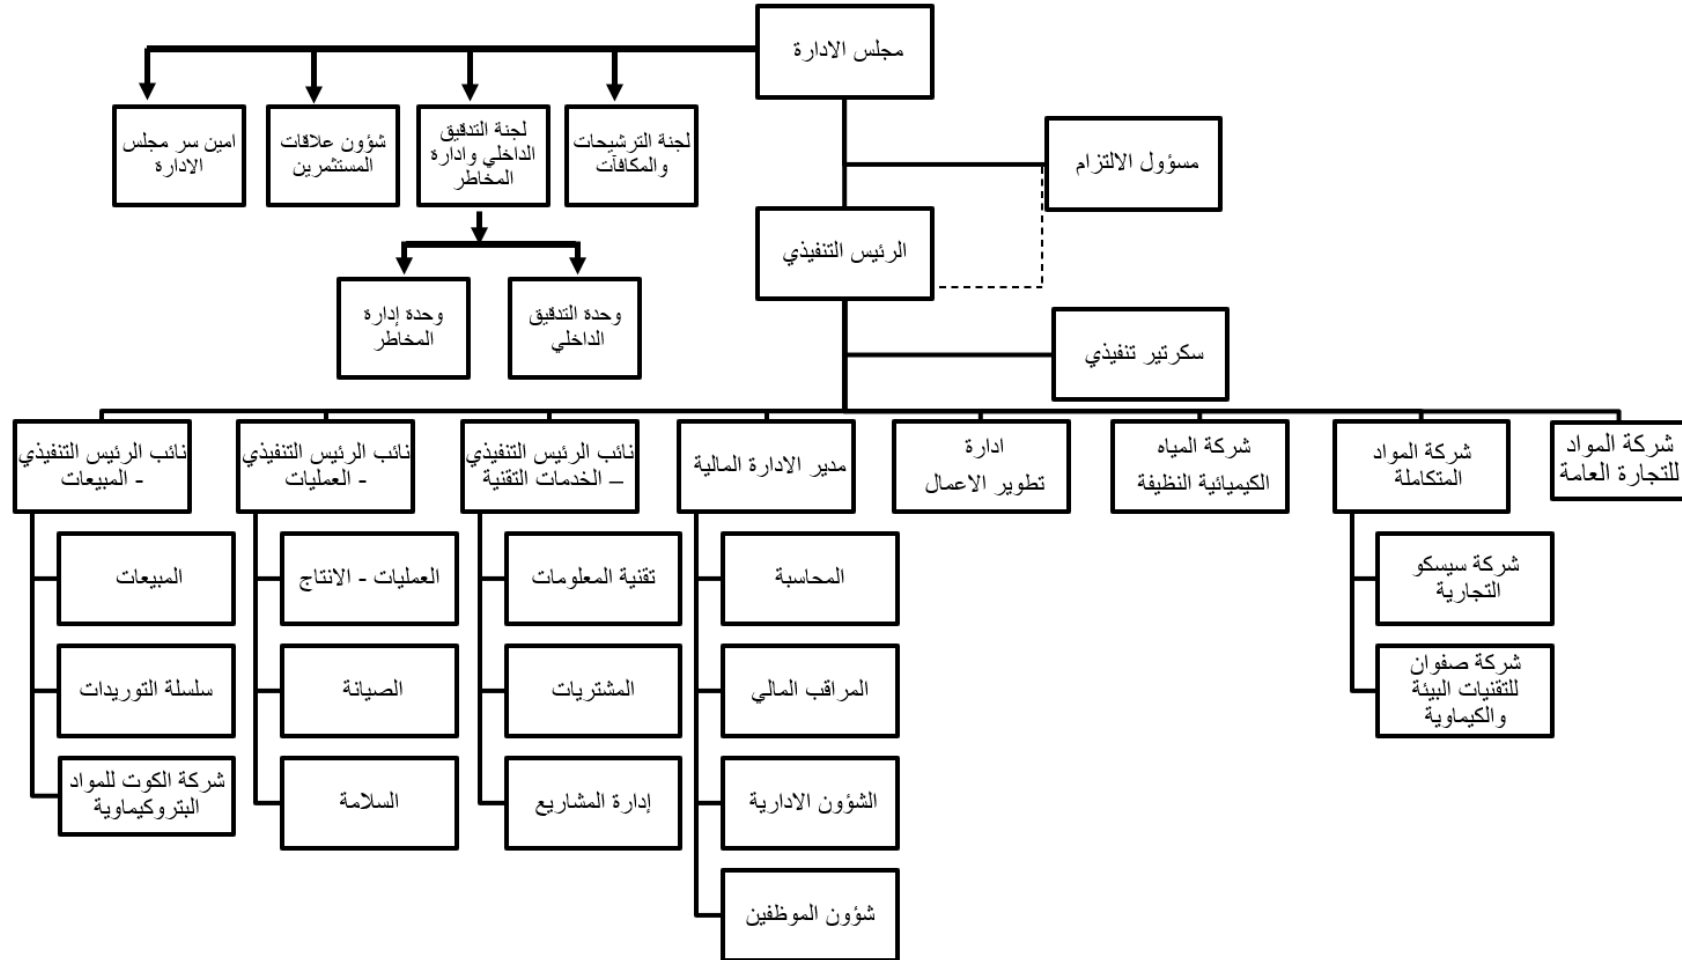 مجلس الادارة
لجنة الترشيحات
والمكافآت
لجنة التدقيق
الداخلي وادارة
المخاطر
شؤون علاقات
المستثمرين
امين سر مجلس
الادارة
مسؤول الالتزام
الرئيس التنفيذي
وحدة التدقيق
الداخلي
وحدة إدارة
المخاطر
سكرتير تنفيذي
شركة المواد
للتجارة العامة
شركة المواد
المتكاملة
شركة المياه
الكيميائية النظيفة
ادارة
تطوير الاعمال
مدير الادارة المالية
نائب الرئيس التنفيذي
– الخدمات التقنية
نائب الرئيس التنفيذي
- العمليات
نائب الرئيس التنفيذي
- المبيعات
شركة سيسكو
التجارية
شركة صفوان
للتقنيات البيئة
والكيماوية
المحاسبة
المراقب المالي
الشؤون الادارية
شؤون الموظفين
تقنية المعلومات
المشتريات
إدارة المشاريع
العمليات - الانتاج
الصيانة
السلامة
المبيعات
سلسلة التوريدات
شركة الكوت للمواد
البتروكيماوية